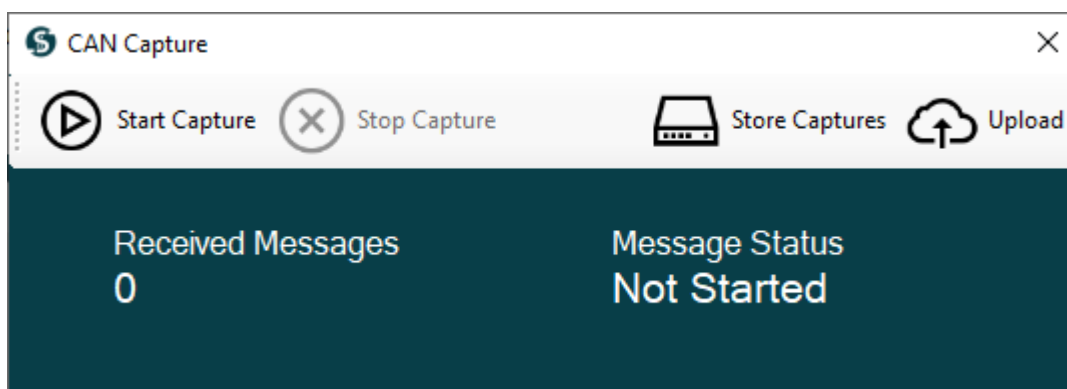 CAN Capture
Start Capture Stop Capture Store Captures Upload
Received Messages Message Status
0 Not Started